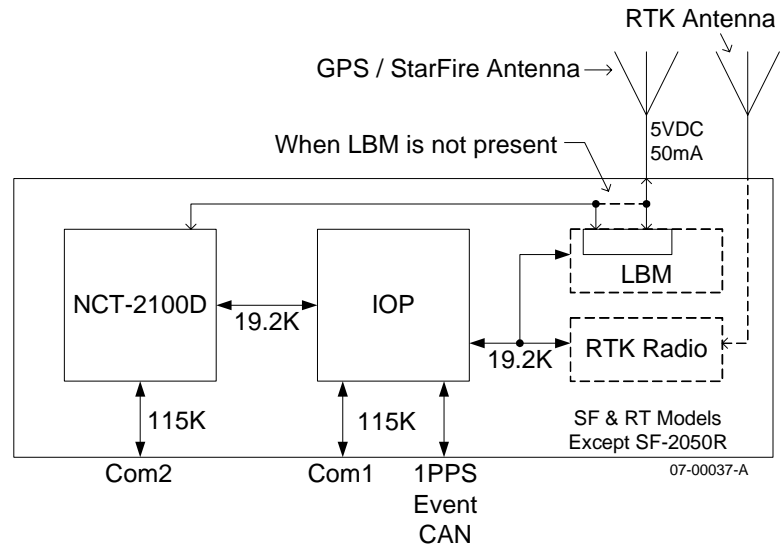 RTK Antenna
GPS / StarFire Antenna
5VDC
50mA
When LBM is not present
NCT-2100D
19.2K
IOP
LBM
19.2K
RTK Radio
115K
115K
SF & RT Models
Except SF-2050R
07-00037-A
Com2
Com1
1PPS
Event
CAN